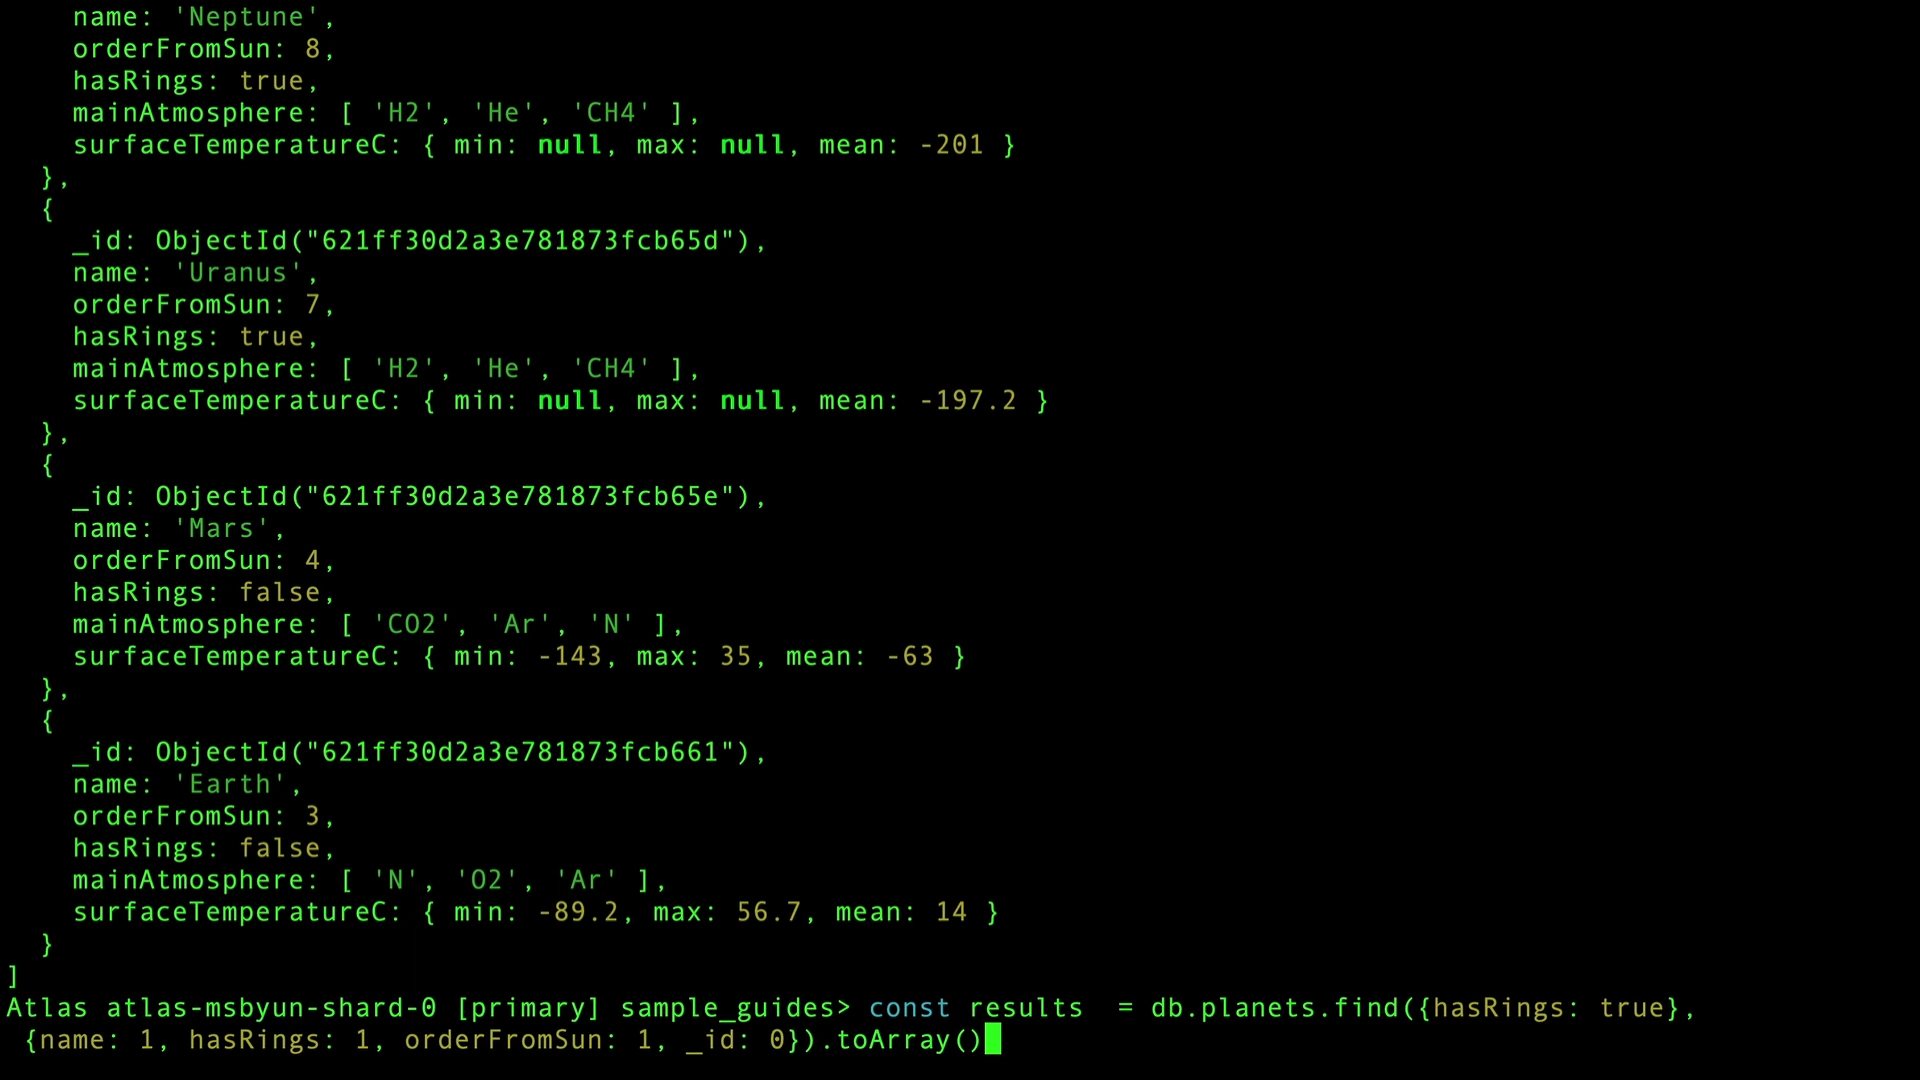 name: 'Neptune',
orderFromSun: 8,
hasRings: true,
mainAtmosphere: [ 'H2', 'He', 'CH4' ],
surfaceTemperatureC: { min: null, max: null, mean: -201 }
},
{
_id: ObjectId("621ff30d2a3e781873fcb65d"),
name: 'Uranus',
orderFromSun: 7,
hasRings: true,
mainAtmosphere: [ 'H2', 'He', 'CH4' ],
surfaceTemperatureC: { min: null, max: null, mean: -197.2 }
},
{
_id: ObjectId("621ff30d2a3e781873fcb65e"),
name: 'Mars',
orderFromSun: 4,
hasRings: false,
mainAtmosphere: [ 'CO2', 'Ar', 'N' ],
surfaceTemperatureC: { min: -143, max: 35, mean: -63 }
},
{
_id: ObjectId("621ff30d2a3e781873fcb661"),
name: 'Earth',
orderFromSun: 3,
hasRings: false,
mainAtmosphere: [ 'N', 'O2', 'Ar' ],
surfaceTemperatureC: { min: -89.2, max: 56.7, mean: 14 }
}
]
Atlas atlas-msbyun-shard-0 [primary] sample_guides> const results  = db.planets.find({hasRings: true},
{name: 1, hasRings: 1, orderFromSun: 1, _id: 0}).toArray()